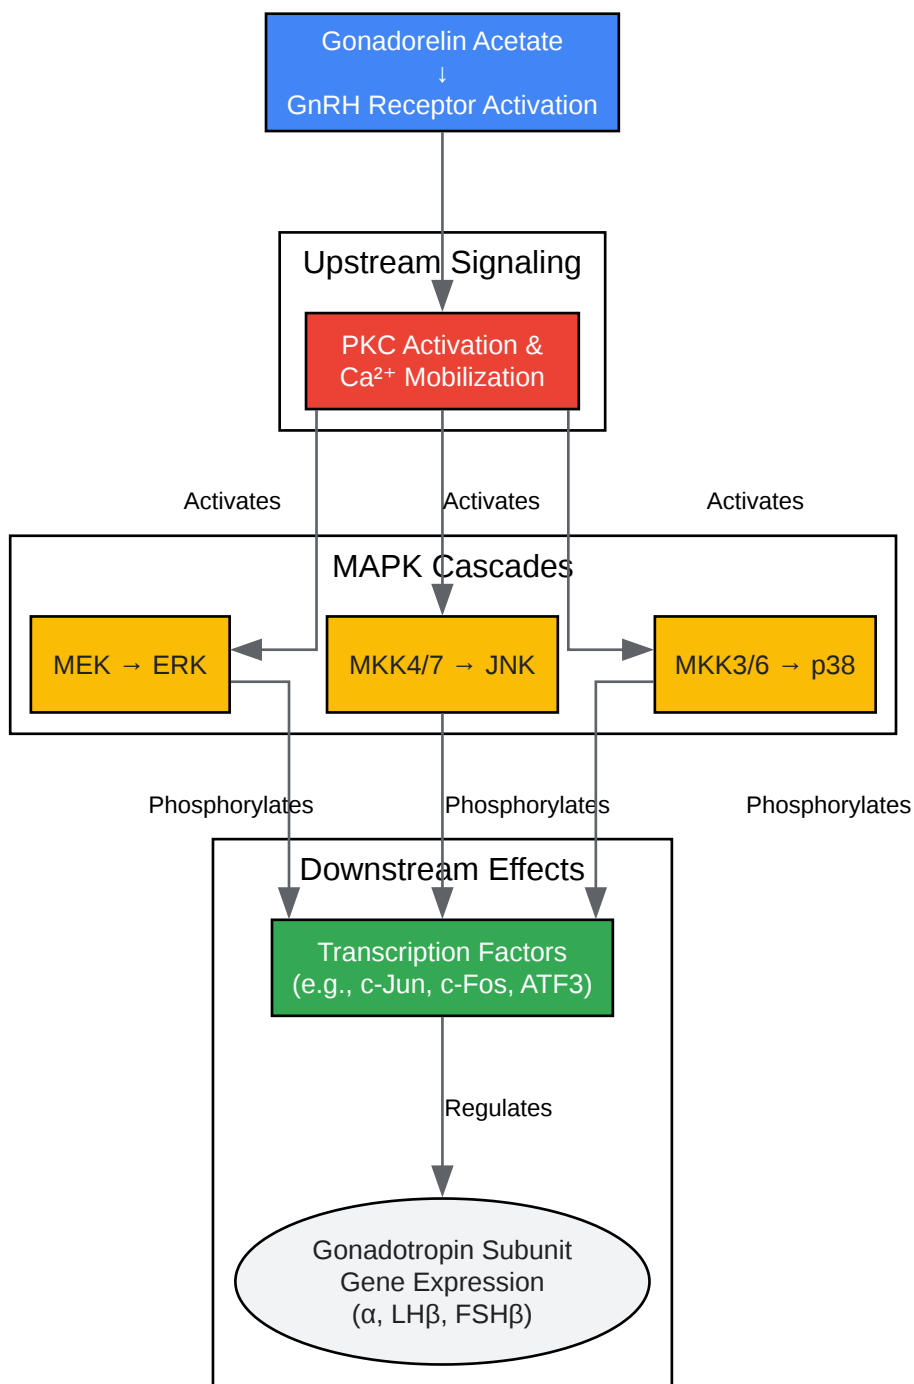 Gonadorelin Acetate
↓
GnRH Receptor Activation
Upstream Signaling
PKC Activation &
Ca²⁺ Mobilization
Activates
Activates
Activates
MAPK Cascades
MEK → ERK
MKK4/7 → JNK
MKK3/6 → p38
Phosphorylates
Phosphorylates
Phosphorylates
Downstream Effects
Transcription Factors
(e.g., c-Jun, c-Fos, ATF3)
Regulates
Gonadotropin Subunit
Gene Expression
(α, LHβ, FSHβ)